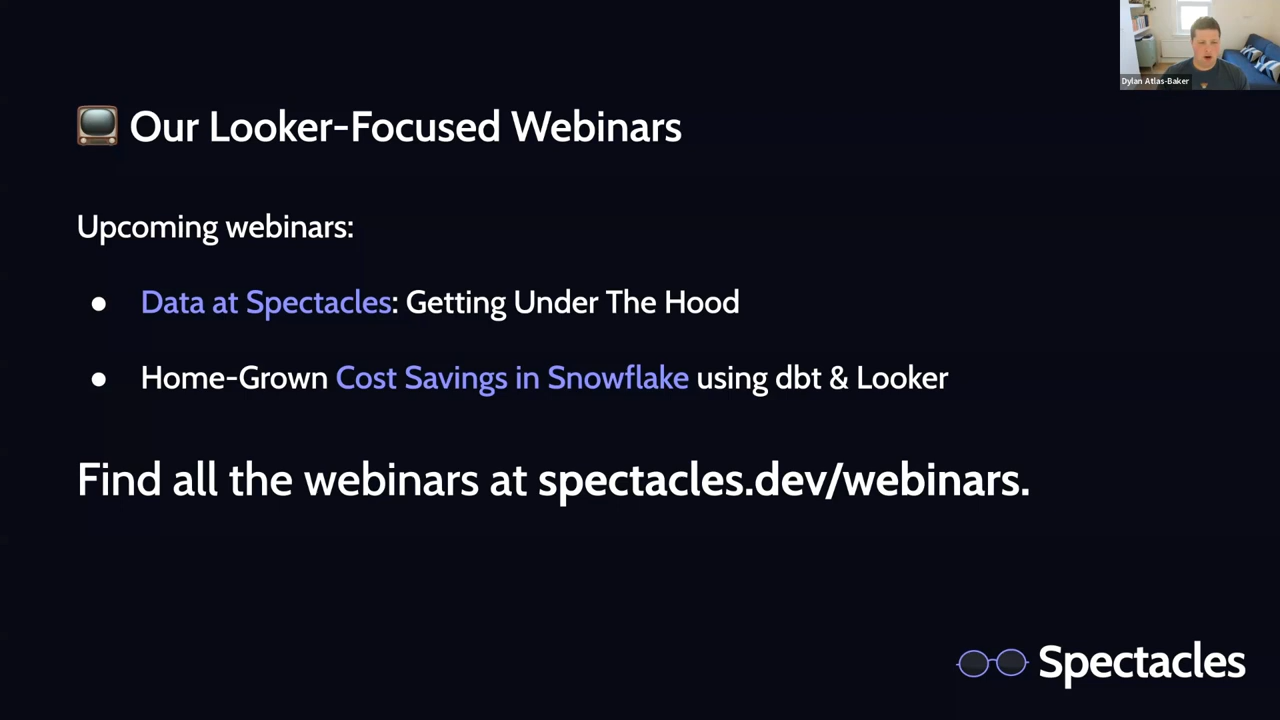 Dylan Atlas-Baker
Our Looker-Focused Webinars
Upcoming webinars:
● Data at Spectacles: Getting Under The Hood
● Home-Grown Cost Savings in Snowflake using dbt & Looker
Find all the webinars at spectacles.dev/webinars.
Spectacles